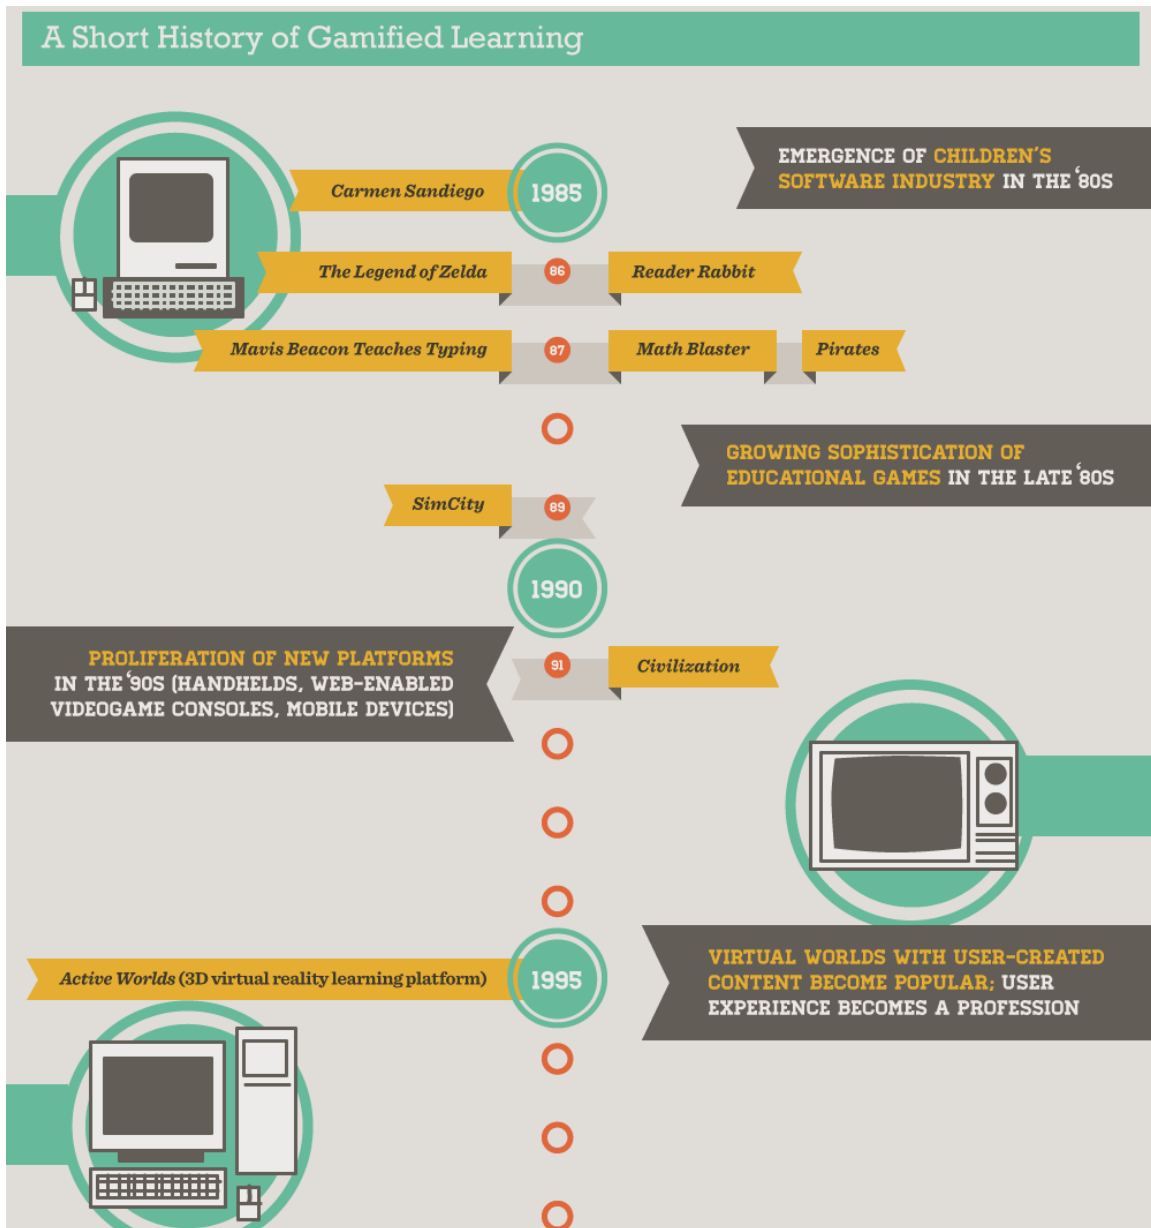 A Short History of Gamified Learning
EMERGENCE OF CHILDREN'S
SOFTWARE INDUSTRY IN THE '80S
Carmen Sandiego 1985
The Legend of Zelda 86 Reader Rabbit
Mavis Beacon Teaches Typing 87 Math Blaster Pirates
GROWING SOPHISTICATION OF
EDUCATIONAL GAMES IN THE LATE '80S
SimCity 89
1990
PROLIFERATION OF NEW PLATFORMS
IN THE '90S (HANDHELDS, WEB-ENABLED
VIDEOGAME CONSOLES, MOBILE DEVICES)
91 Civilization
VIRTUAL WORLDS WITH USER-CREATED
CONTENT BECOME POPULAR; USER
EXPERIENCE BECOMES A PROFESSION
Active Worlds (3D virtual reality learning platform) 1995